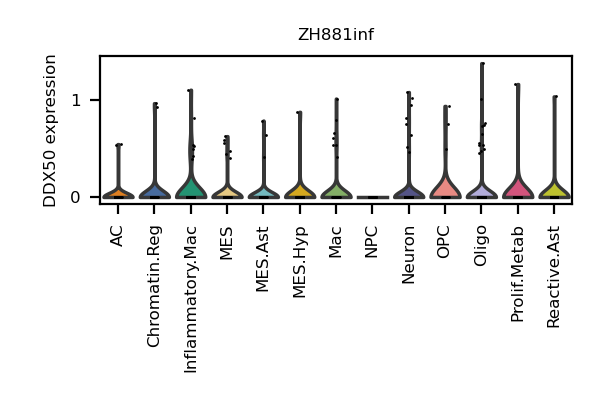 ZH881inf
DDX50 expression
1
0
AC
Chromatin.Reg
Inflammatory.Mac
MES
MES.Ast
MES.Hyp
Mac
NPC
Neuron
OPC
Oligo
Prolif.Metab
Reactive.Ast